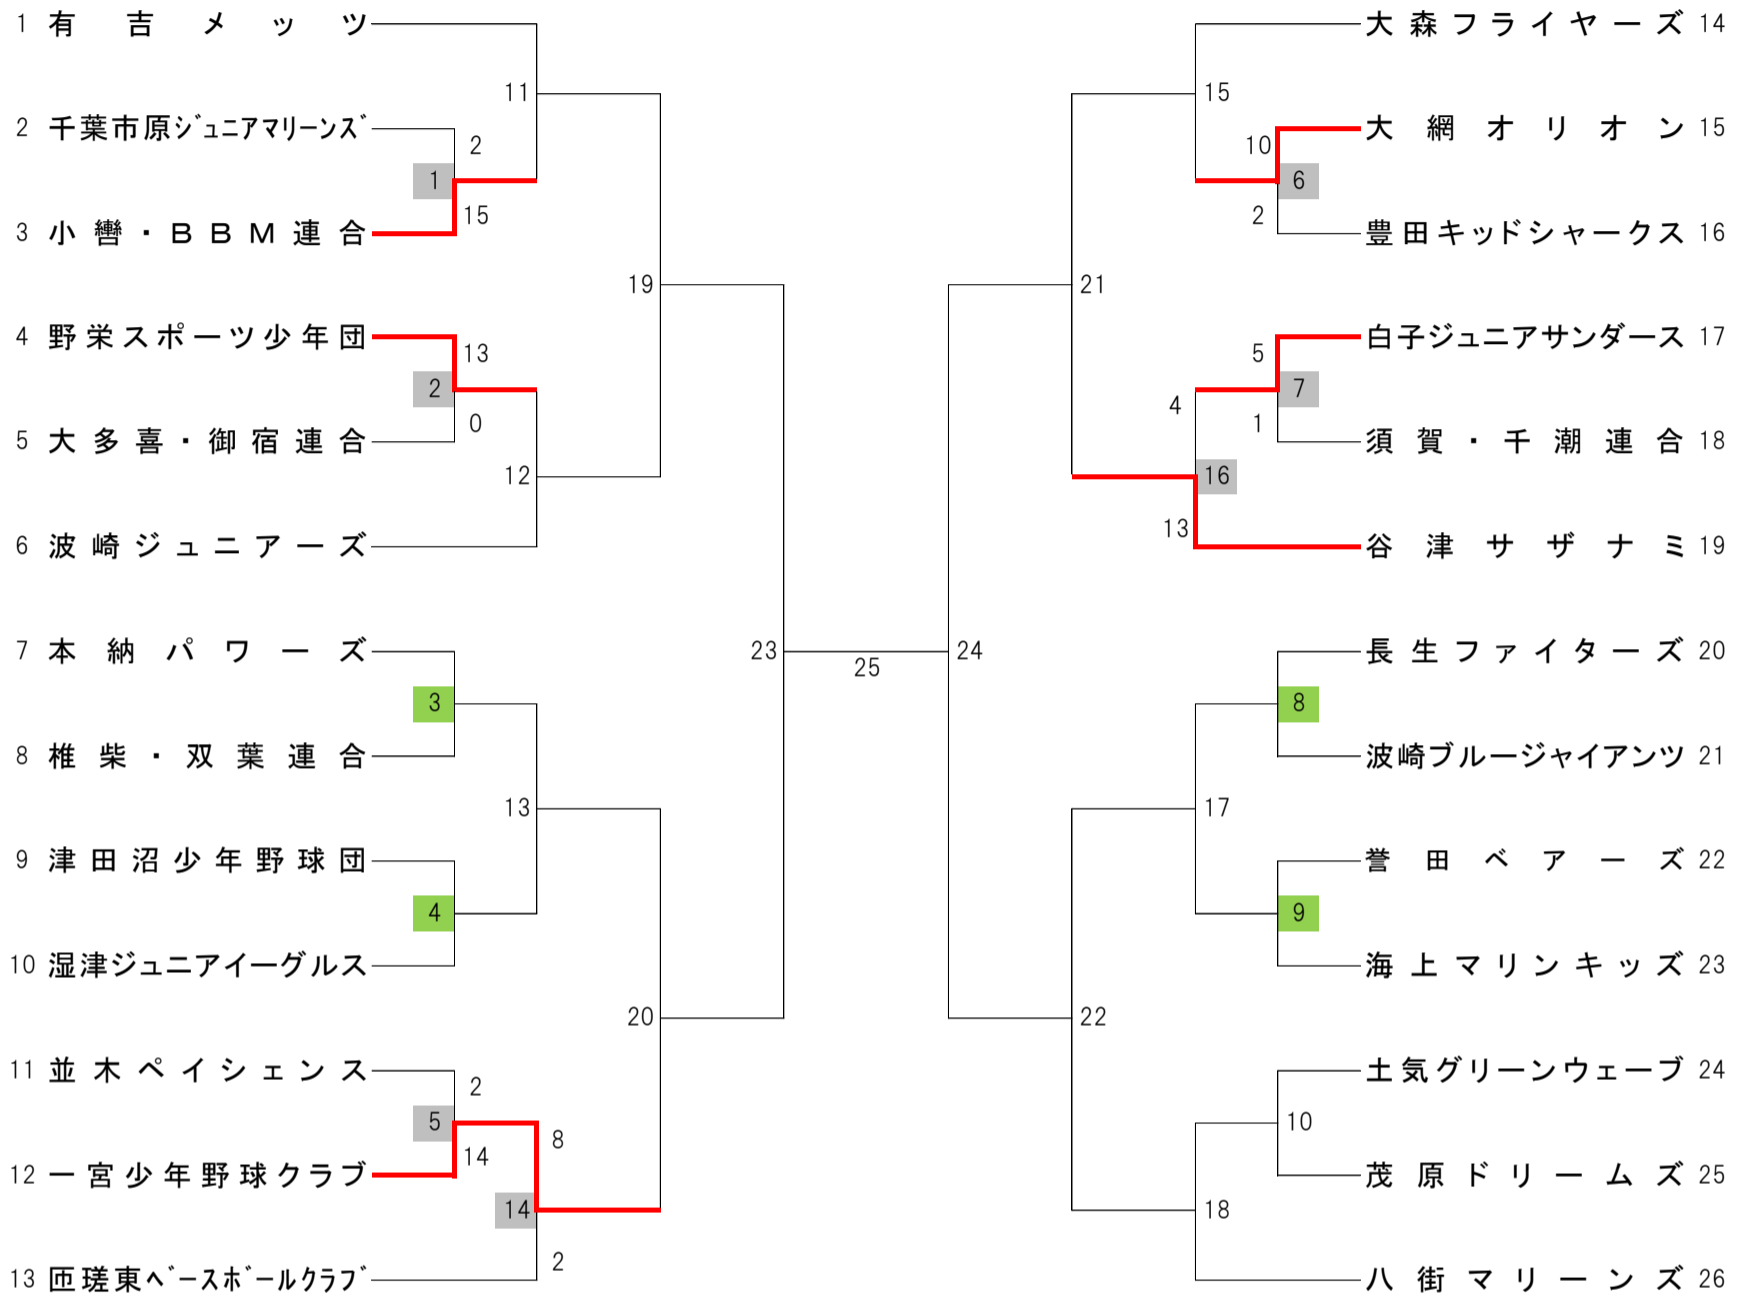 1 有吉メッツ
2 千葉市原ジュニアマリーンズ
3 小轡・ＢＢＭ連合
4 野栄スポーツ少年団
5 大多喜・御宿連合
6 波崎ジュニアーズ
7 本納パワーズ
8 椎柴・双葉連合
9 津田沼少年野球団
10 湿津ジュニアイーグルス
11 並木ペイシェンス
12 一宮少年野球クラブ
13 匝瑳東ベースボールクラブ
11
2
1
15
19
13
2
0
12
3
13
4
20
2
5
14
8
14
2
23
25
24
15
10
6
2
21
5
7
4
1
16
13
8
17
9
22
10
18
大森フライヤーズ 14
大網オリオン 15
豊田キッドシャークス 16
白子ジュニアサンダース 17
須賀・千潮連合 18
谷津サザナミ 19
長生ファイターズ 20
波崎ブルージャイアンツ 21
誉田ベアーズ 22
海上マリンキッズ 23
土気グリーンウェーブ 24
茂原ドリームズ 25
八街マリーンズ 26